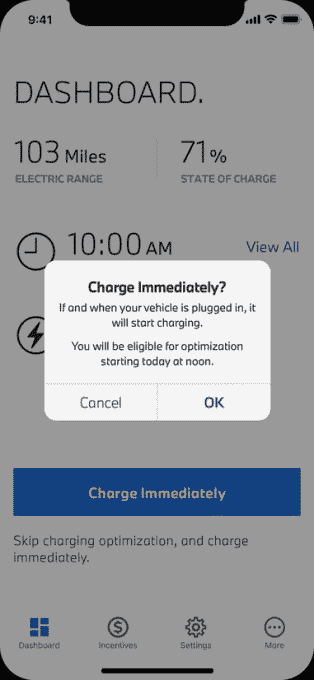 9:41
DASHBOARD.
103 Miles
71%
ELECTRIC RANGE
STATE OF CHARGE
10:00 AM
View All
Charge Immediately?
If and when your vehicle is plugged in, it
will start charging.
You will be eligible for optimization
starting today at noon.
Cancel
OK
Charge Immediately
Skip charging optimization, and charge
immediately.
Dashboard
Incentives
Settings
More